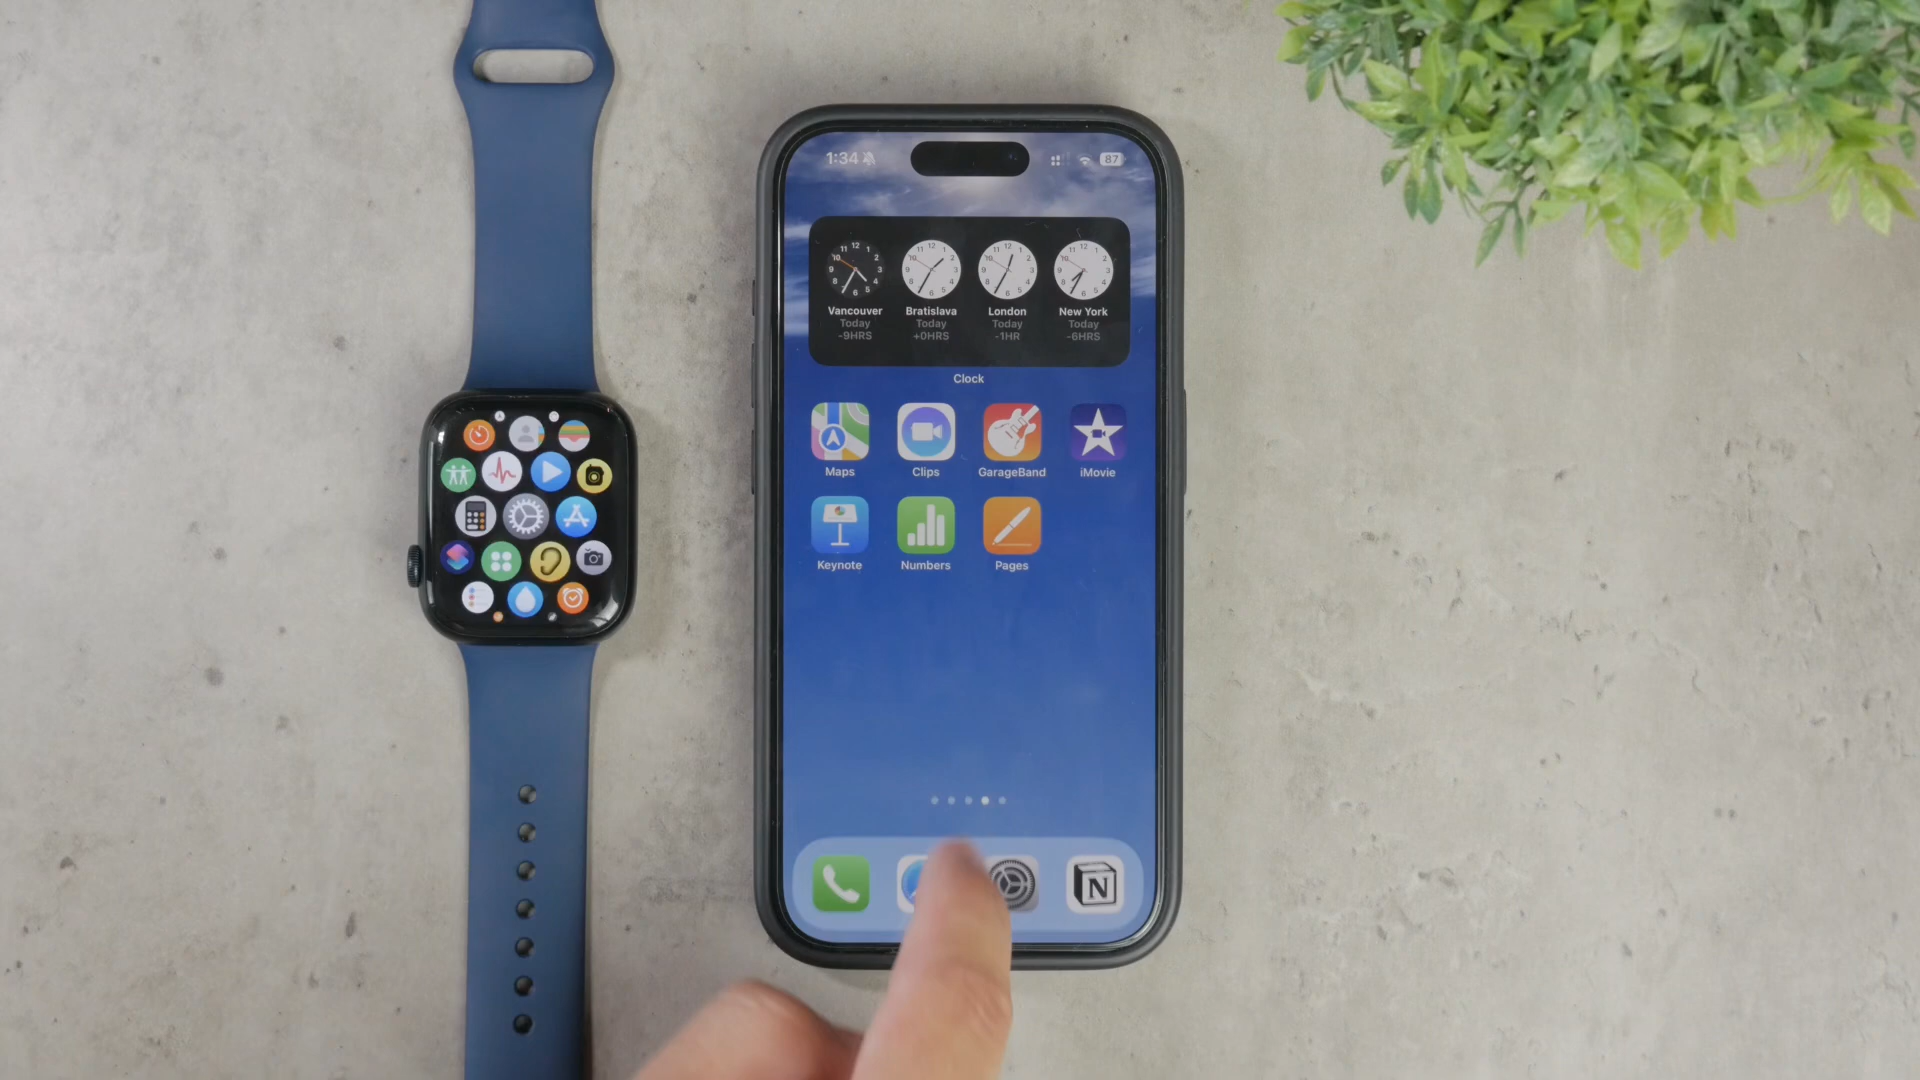 1:34
87
Vancouver Bratislava London New York
Today Today Today Today
-9HRS +0HRS -1HR -6HRS
Clock
Maps Clips GarageBand iMovie
Keynote Numbers Pages
N